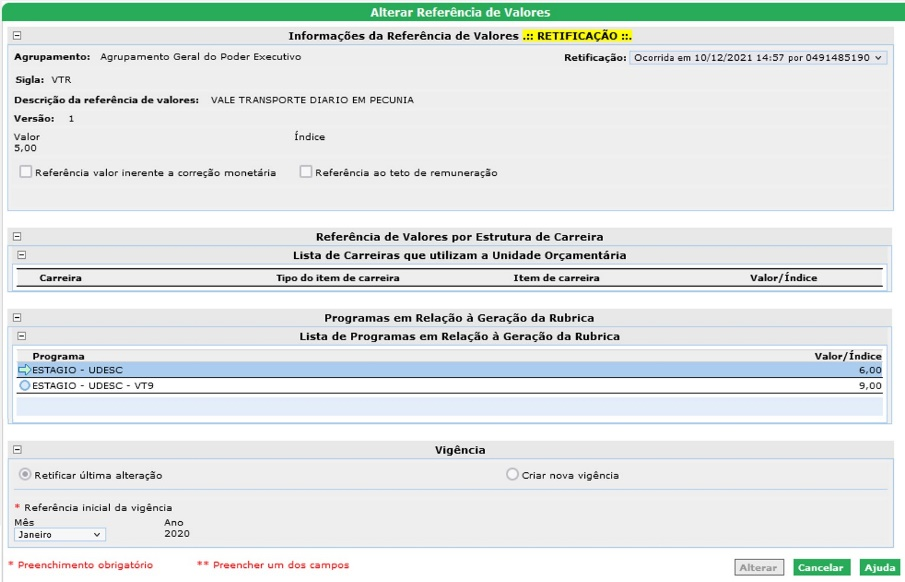 Alterar Referência de Valores
Informações da Referência de Valores .:: RETIFICAÇÃO ::.
Agrupamento: Agrupamento Geral do Poder Executivo Retificação: Ocorrida em 10/12/2021 14:57 por 0491485190
Sigla: VTR
Descrição da referência de valores: VALE TRANSPORTE DIARIO EM PECUNIA
Versão: 1
Valor Índice
5,00
Referência valor inerente a correção monetária Referência ao teto de remuneração
Referência de Valores por Estrutura de Carreira
Lista de Carreiras que utilizam a Unidade Orçamentária
Carreira Tipo do item de carreira Item de carreira Valor/Índice
Programas em Relação à Geração da Rubrica
Lista de Programas em Relação à Geração da Rubrica
Programa Valor/Índice
ESTAGIO - UDESC 6,00
ESTAGIO - UDESC - VT9 9,00
Vigência
Retificar última alteração Criar nova vigência
* Referência inicial da vigência
Mês Ano
Janeiro 2020
* Preenchimento obrigatório ** Preencher um dos campos Alterar Cancelar Ajuda